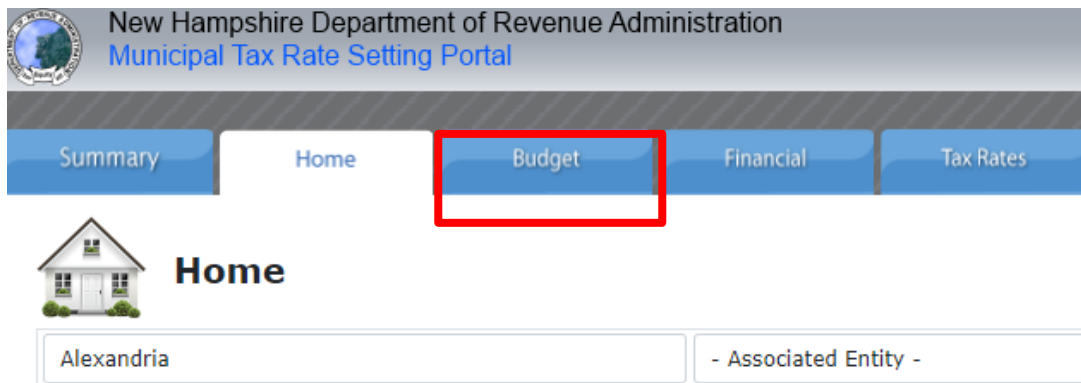 New Hampshire Department of Revenue Administration
Municipal Tax Rate Setting Portal
Summary Home Budget Financial Tax Rates
Home
Alexandria - Associated Entity -